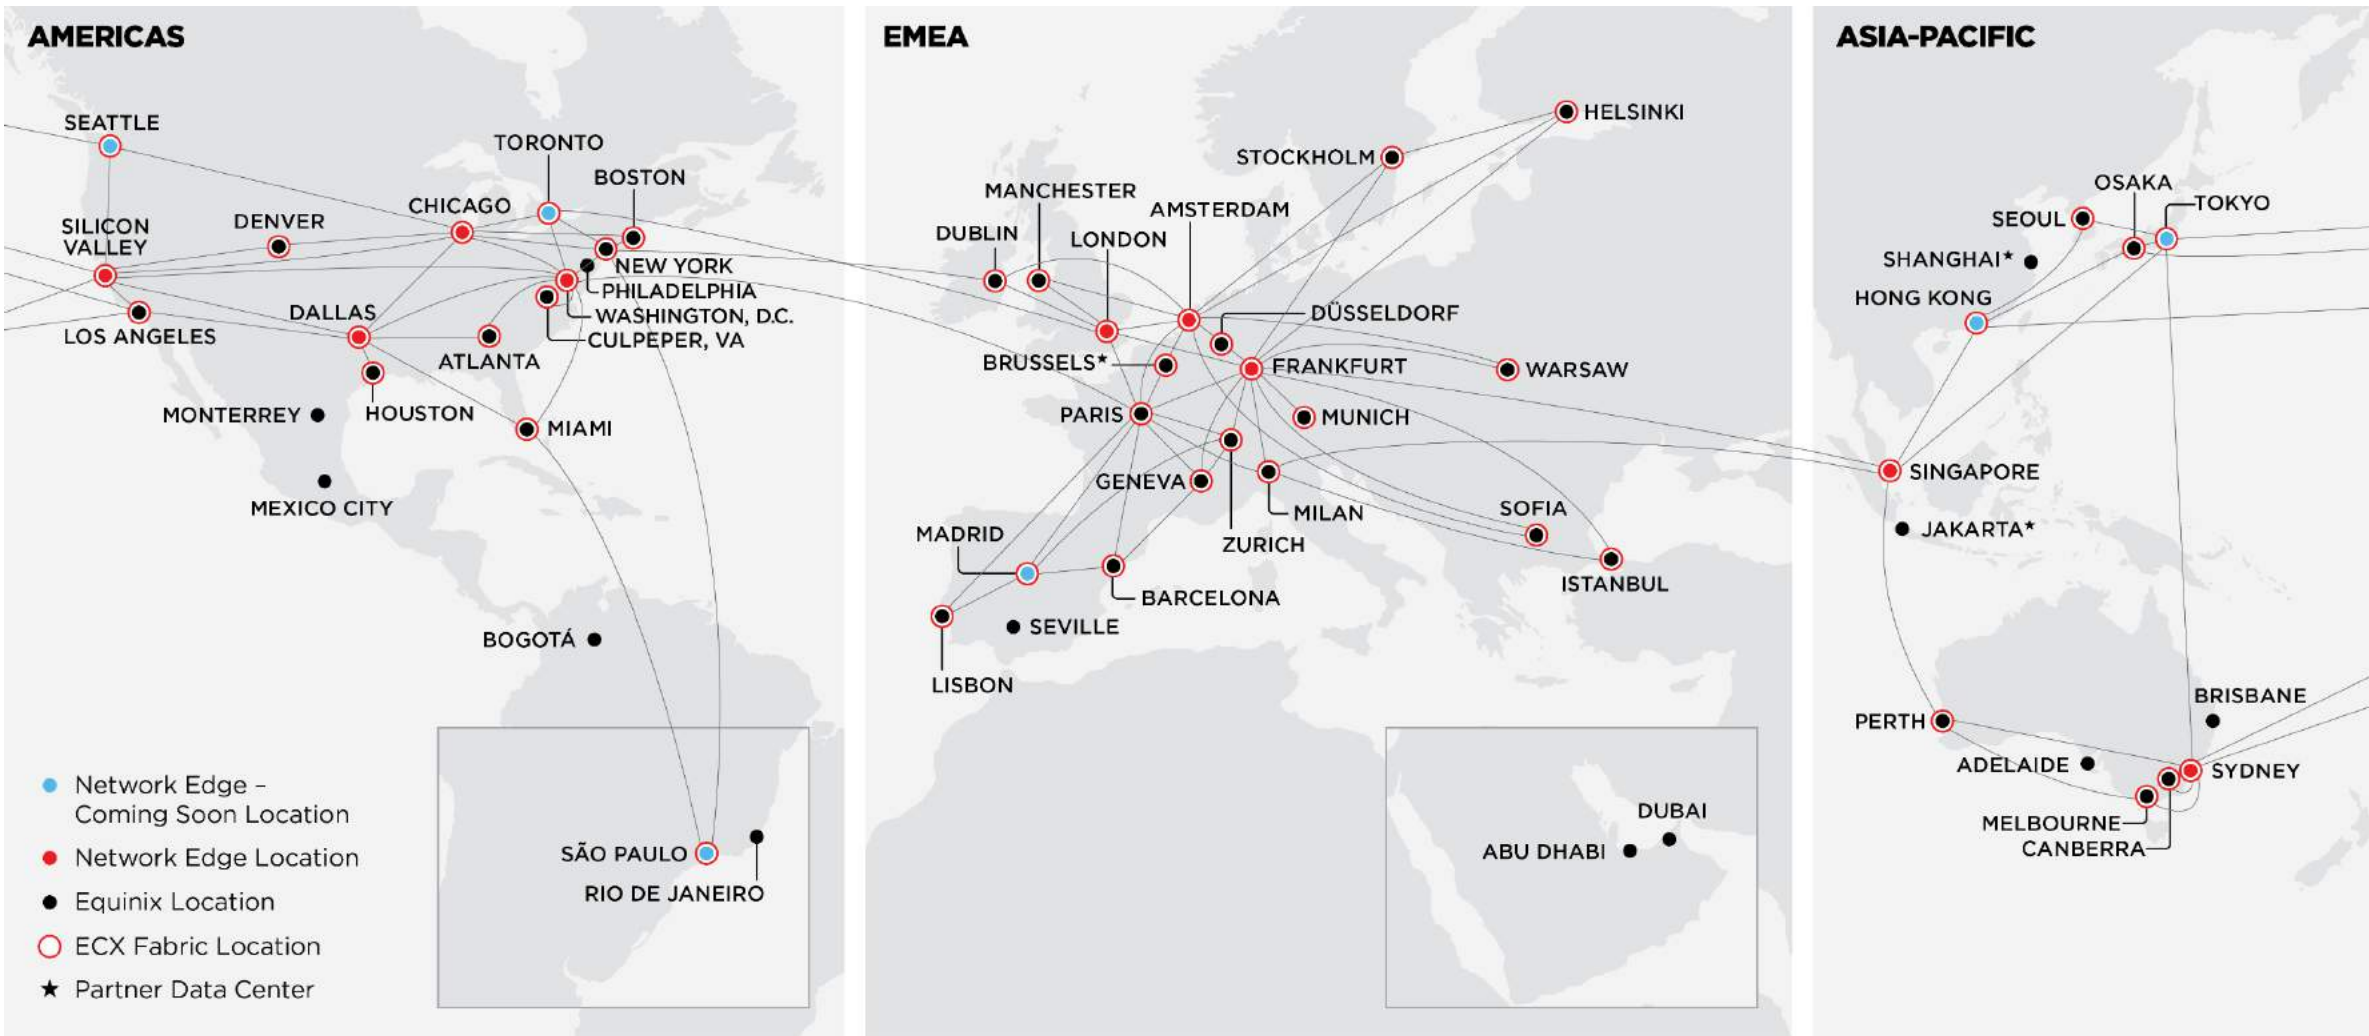 AMERICAS
SEATTLE
TORONTO
BOSTON
CHICAGO
DENVER
SILICON
VALLEY
NEW YORK
PHILADELPHIA
WASHINGTON, D.C.
CULPEPER, VA
DALLAS
LOS ANGELES
ATLANTA
HOUSTON
MONTERREY
MIAMI
MEXICO CITY
BOGOTÁ
SÃO PAULO
RIO DE JANEIRO
Network Edge –
Coming Soon Location
Network Edge Location
Equinix Location
ECX Fabric Location
★ Partner Data Center
EMEA
HELSINKI
STOCKHOLM
MANCHESTER
AMSTERDAM
DUBLIN
LONDON
DÜSSELDORF
BRUSSELS★
FRANKFURT
WARSAW
PARIS
MUNICH
GENEVA
MILAN
SOFIA
MADRID
ZURICH
ISTANBUL
BARCELONA
SEVILLE
LISBON
DUBAI
ABU DHABI
ASIA-PACIFIC
OSAKA
TOKYO
SEOUL
SHANGHAI★
HONG KONG
SINGAPORE
JAKARTA★
BRISBANE
PERTH
ADELAIDE
SYDNEY
MELBOURNE
CANBERRA